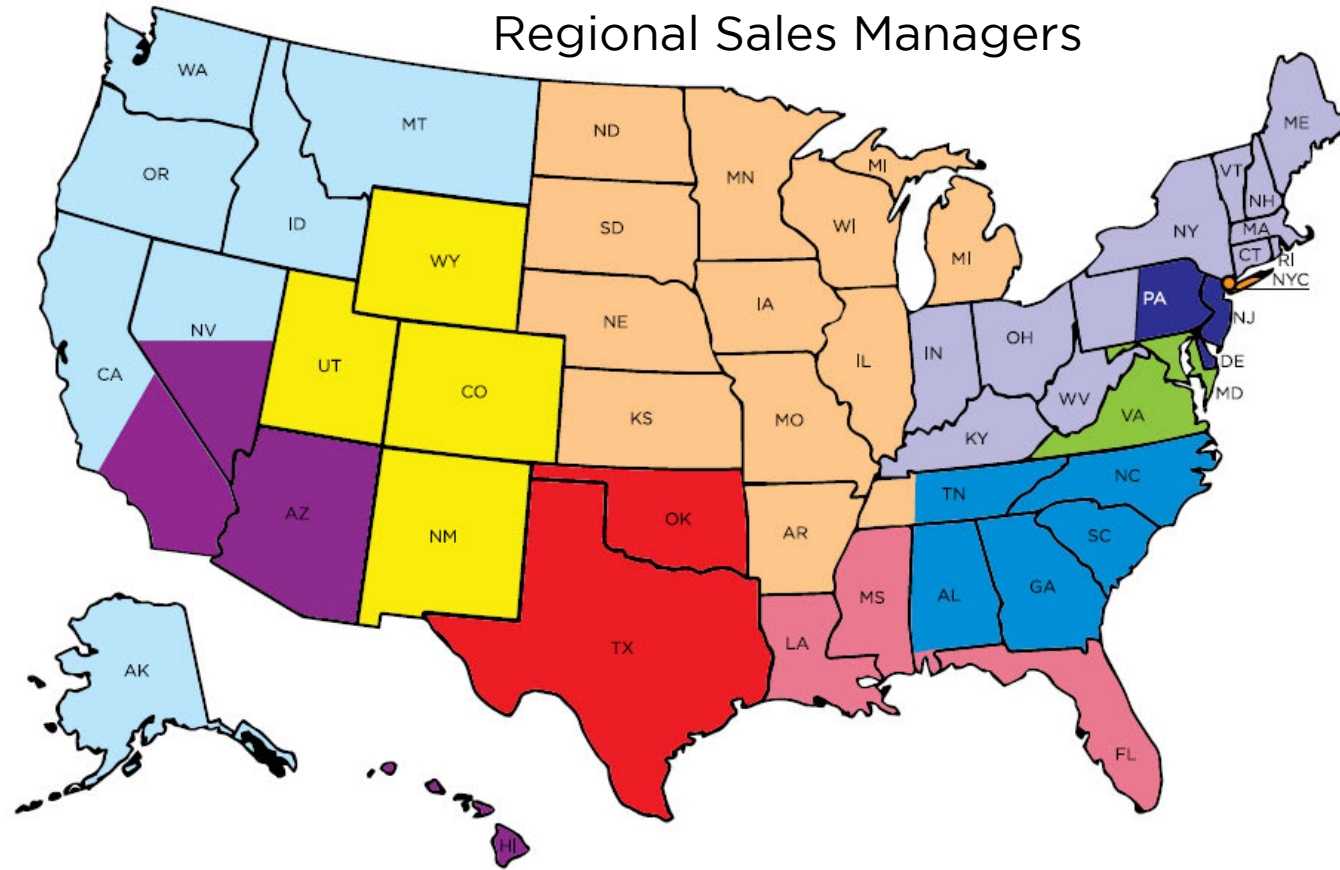 Regional Sales Managers
WA
MT
ND
MN
MI
ME
OR
ID
SD
WI
VT
NH
NY
MA
CT
RI
WY
MI
NYC
NV
NE
IA
PA
NJ
CA
UT
CO
IL
IN
OH
DE
MD
KS
MO
WV
VA
KY
AZ
NM
OK
AR
TN
NC
SC
MS
AL
GA
TX
LA
AK
FL
HI